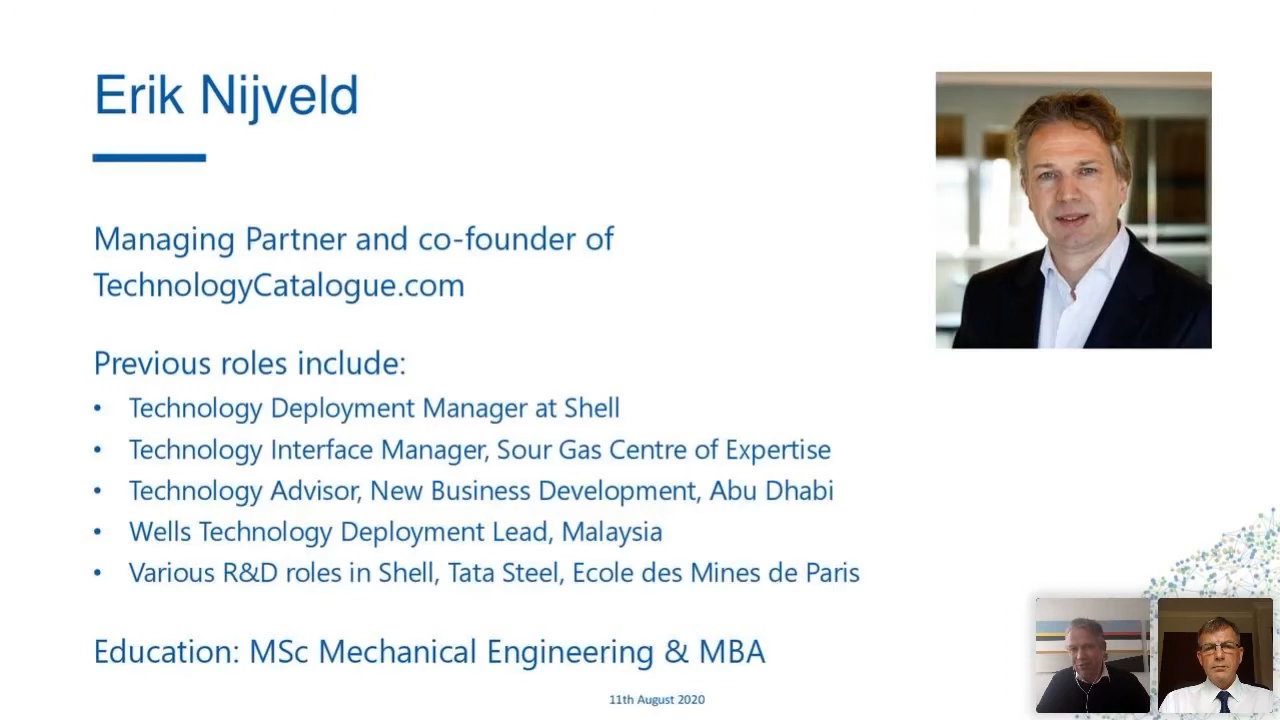 Erik Nijveld
Managing Partner and co-founder of
TechnologyCatalogue.com
Previous roles include:
• Technology Deployment Manager at Shell
• Technology Interface Manager, Sour Gas Centre of Expertise
• Technology Advisor, New Business Development, Abu Dhabi
• Wells Technology Deployment Lead, Malaysia
• Various R&D roles in Shell, Tata Steel, Ecole des Mines de Paris
Education: MSc Mechanical Engineering & MBA
11th August 2020